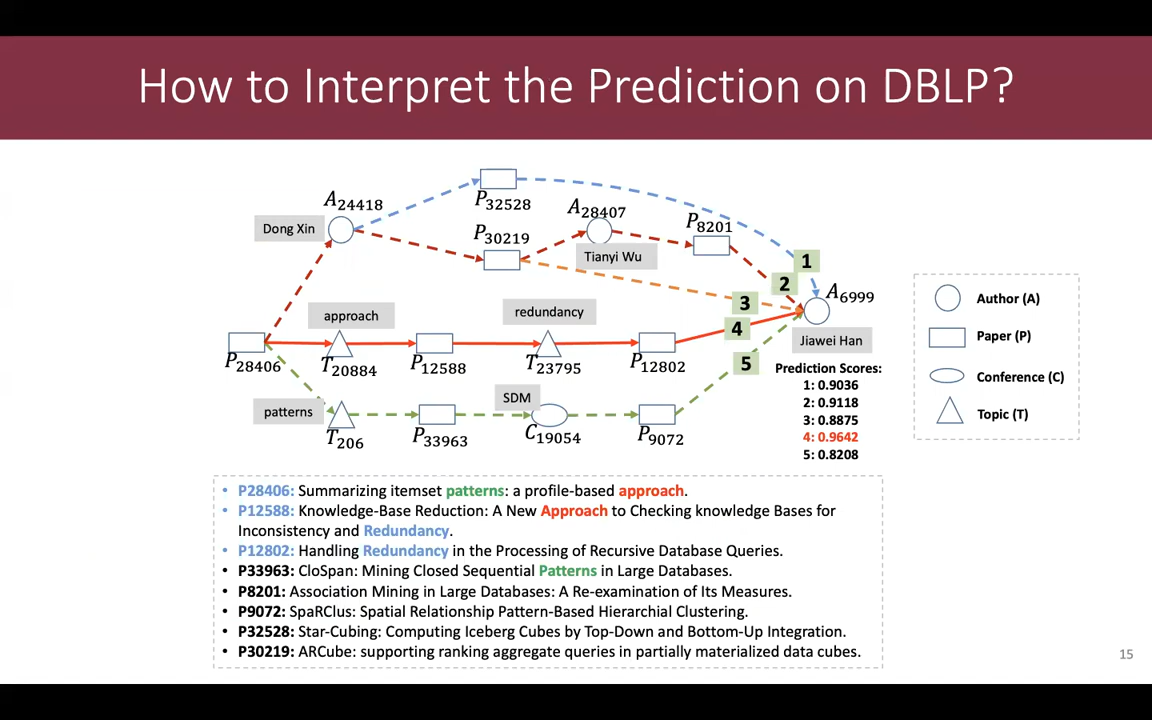 How to Interpret the Prediction on DBLP?
A24418
P32528
A28407
Dong Xin
P30219
P8201
Tianyi Wu
1
2
A6999
3
approach
redundancy
4
Jiawei Han
P28406
T20884
P12588
T23795
P12802
5
patterns
SDM
T206
P33963
C19054
P9072
Prediction Scores:
1: 0.9036
2: 0.9118
3: 0.8875
4: 0.9642
5: 0.8208
Author (A)
Paper (P)
Conference (C)
Topic (T)
• P28406: Summarizing itemset patterns: a profile-based approach.
• P12588: Knowledge-Base Reduction: A New Approach to Checking knowledge Bases for
Inconsistency and Redundancy.
• P12802: Handling Redundancy in the Processing of Recursive Database Queries.
• P33963: CloSpan: Mining Closed Sequential Patterns in Large Databases.
• P8201: Association Mining in Large Databases: A Re-examination of Its Measures.
• P9072: SpaRClus: Spatial Relationship Pattern-Based Hierarchial Clustering.
• P32528: Star-Cubing: Computing Iceberg Cubes by Top-Down and Bottom-Up Integration.
• P30219: ARCube: supporting ranking aggregate queries in partially materialized data cubes.
15